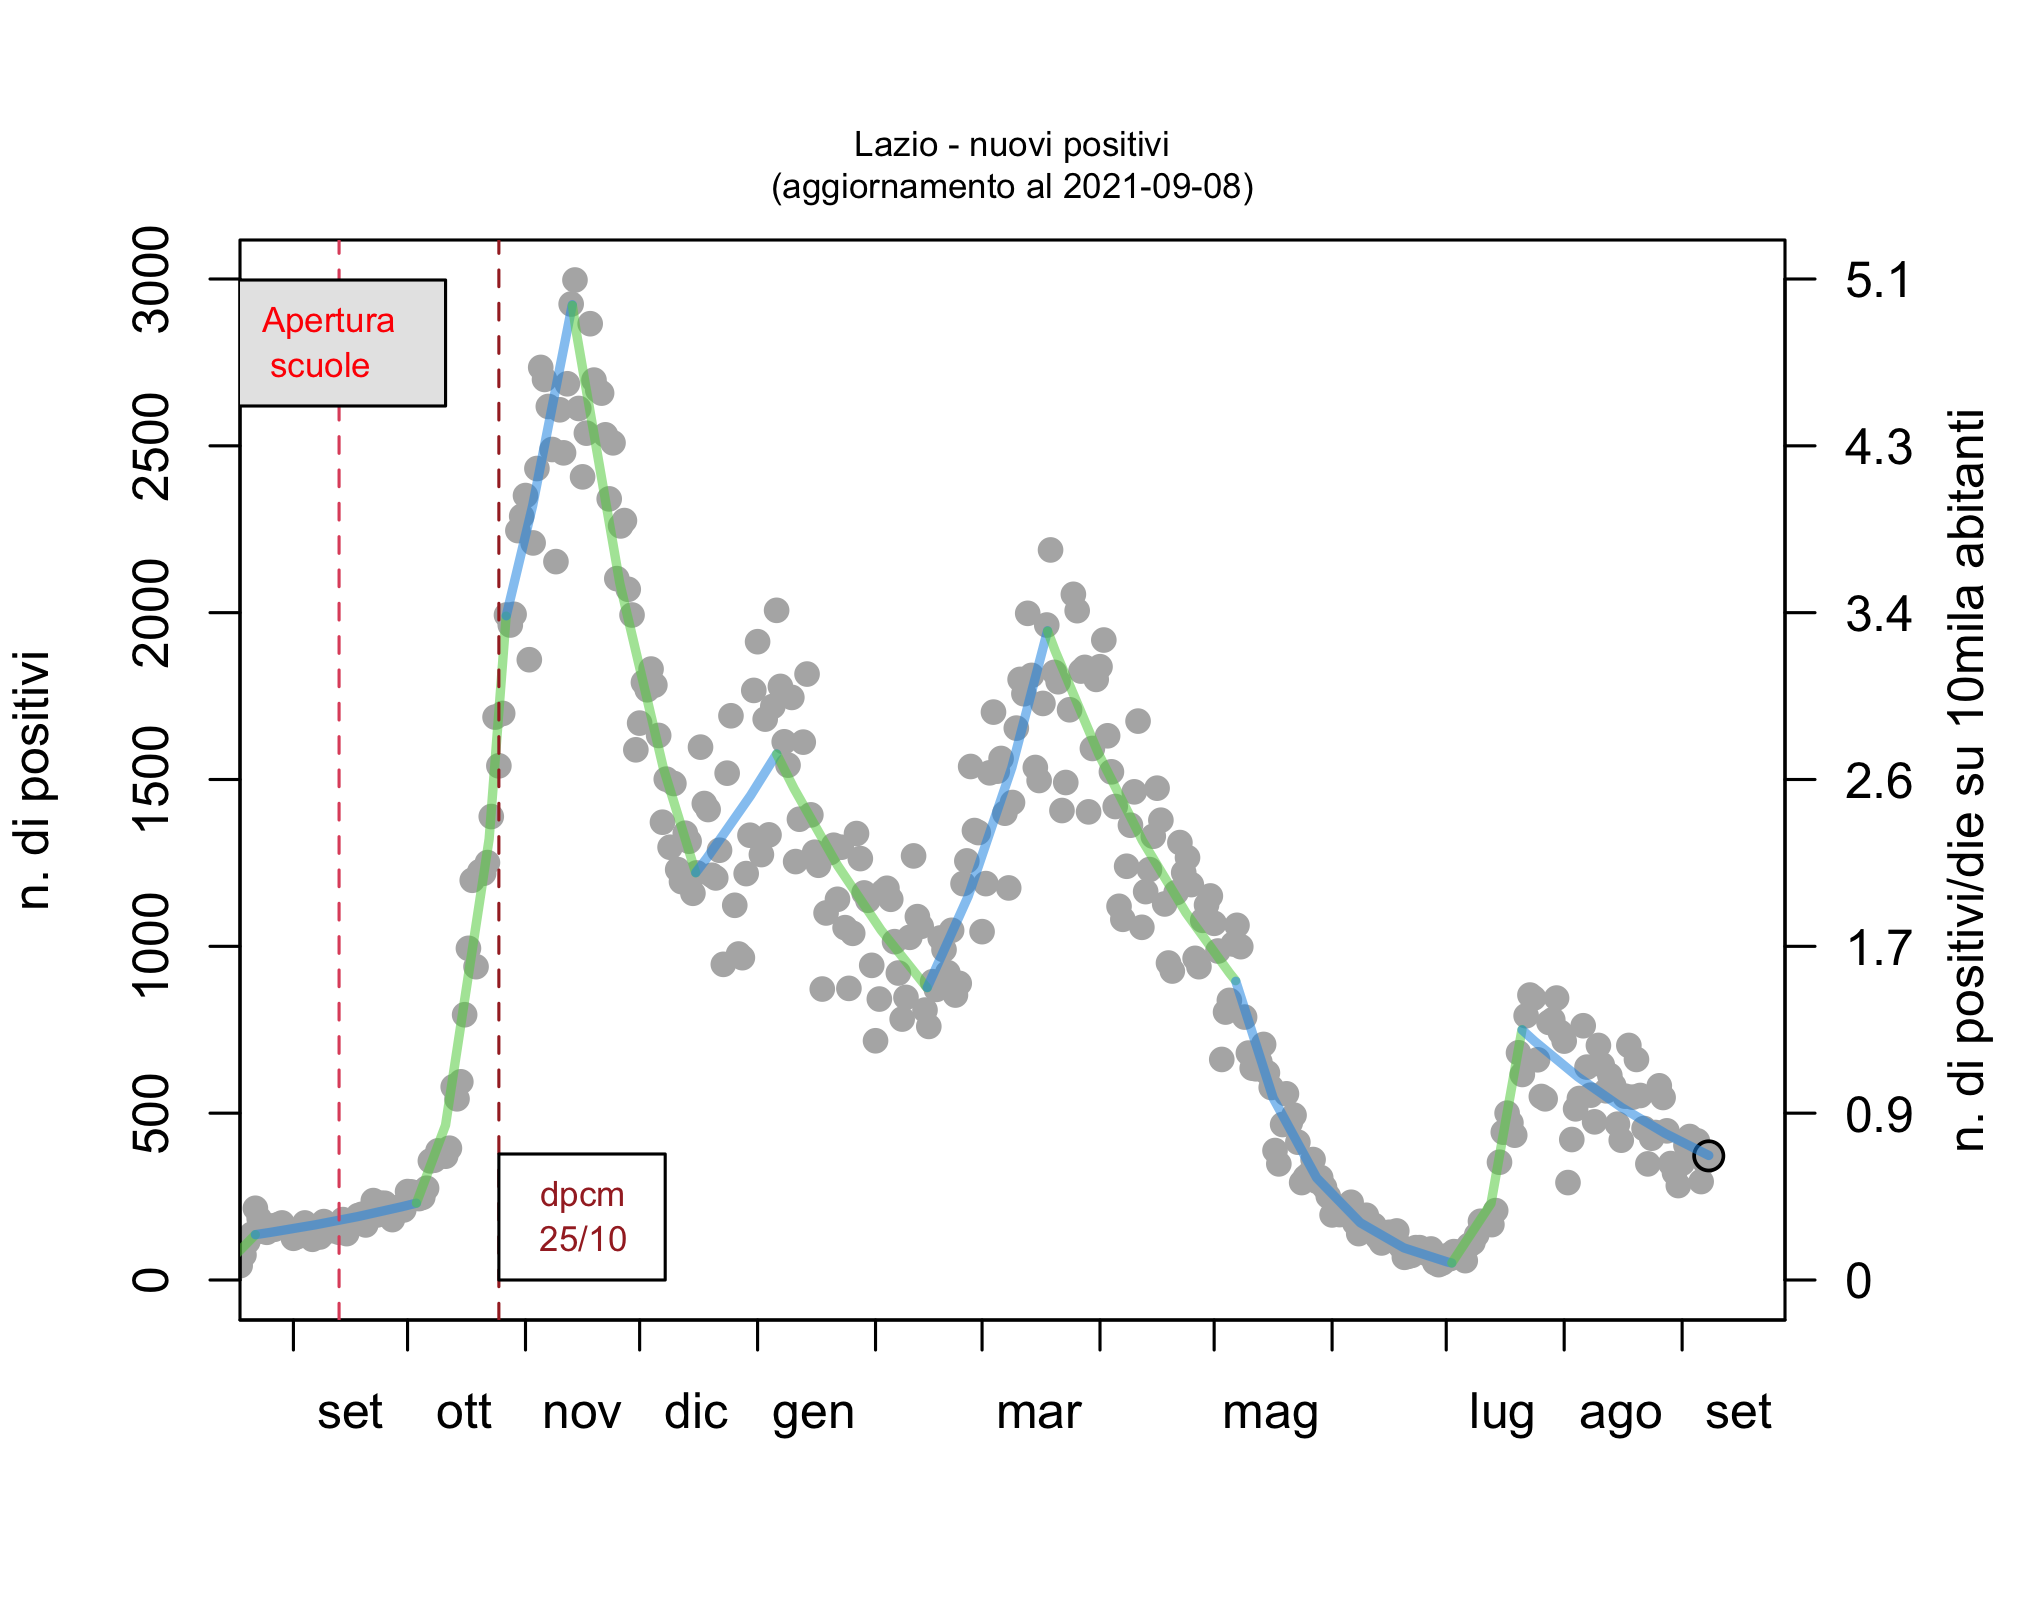 Lazio - nuovi positivi
(aggiornamento al 2021-09-08)
n. di positivi
3000
2500
2000
1500
1000
500
0
Apertura
scuole
dpcm
25/10
5.1
4.3
3.4
2.6
1.7
0.9
0
n. di positivi/die su 10mila abitanti
set ott nov dic gen mar mag lug ago set